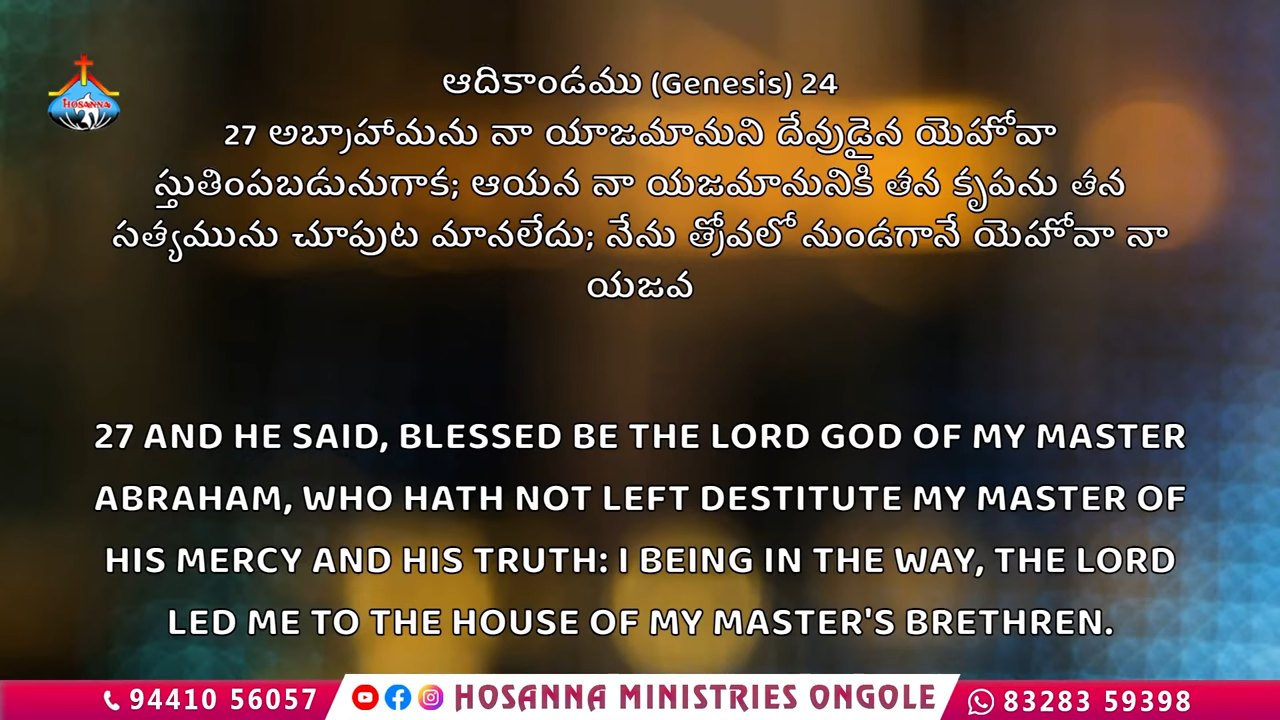 HOSANNA
ఆదికాండము (Genesis) 24
27 అబ్రాహామను నా యాజమానుని దేవుడైన యెహోవా
స్తుతింపబడునుగాక; ఆయన నా యజమానునికి తన కృపను తన
సత్యమును చూపుట మానలేదు; నేను త్రోవలో నుండగానే యెహోవా నా
యజవ
27 AND HE SAID, BLESSED BE THE LORD GOD OF MY MASTER
ABRAHAM, WHO HATH NOT LEFT DESTITUTE MY MASTER OF
HIS MERCY AND HIS TRUTH: I BEING IN THE WAY, THE LORD
LED ME TO THE HOUSE OF MY MASTER'S BRETHREN.
94410 56057 HOSANNA MINISTRIES ONGOLE 83283 59398